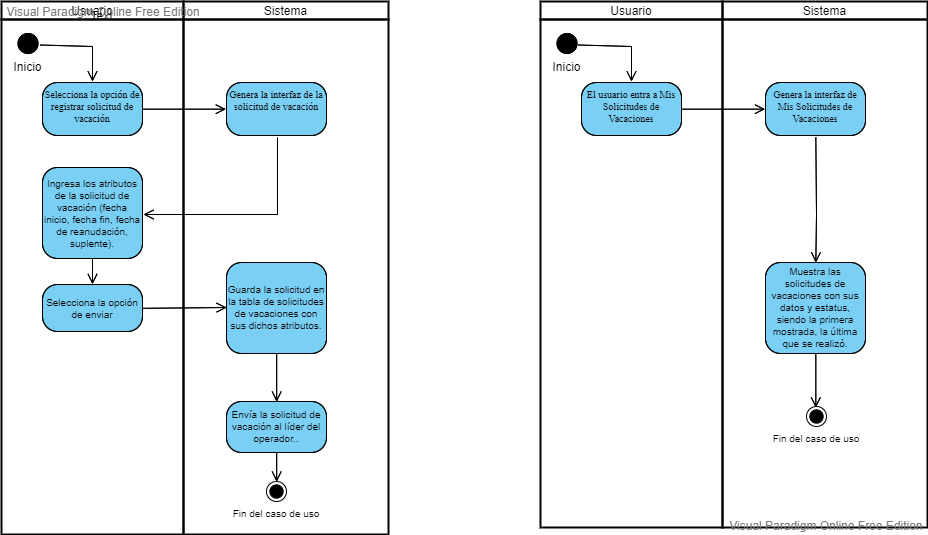 Visual Paradigm Online Free Edition
Usuario
Sistema
Inicio
Selecciona la opción de
registrar solicitud de
vacación
Genera la interfaz de la
solicitud de vacación
Ingresa los atributos
de la solicitud de
vacación (fecha
inicio, fecha fin, fecha
de reanudación,
suplente).
Selecciona la opción
de enviar
Guarda la solicitud en
la tabla de solicitudes
de vacaciones con
sus dichos atributos.
Envía la solicitud de
vacación al líder del
operador..
Fin del caso de uso
Usuario
Sistema
Inicio
El usuario entra a Mis
Solicitudes de
Vacaciones
Genera la interfaz de
Mis Solicitudes de
Vacaciones
Muestra las
solicitudes de
vacaciones con sus
datos y estatus,
siendo la primera
mostrada, la última
que se realizó.
Fin del caso de uso
Visual Paradigm Online Free Edition